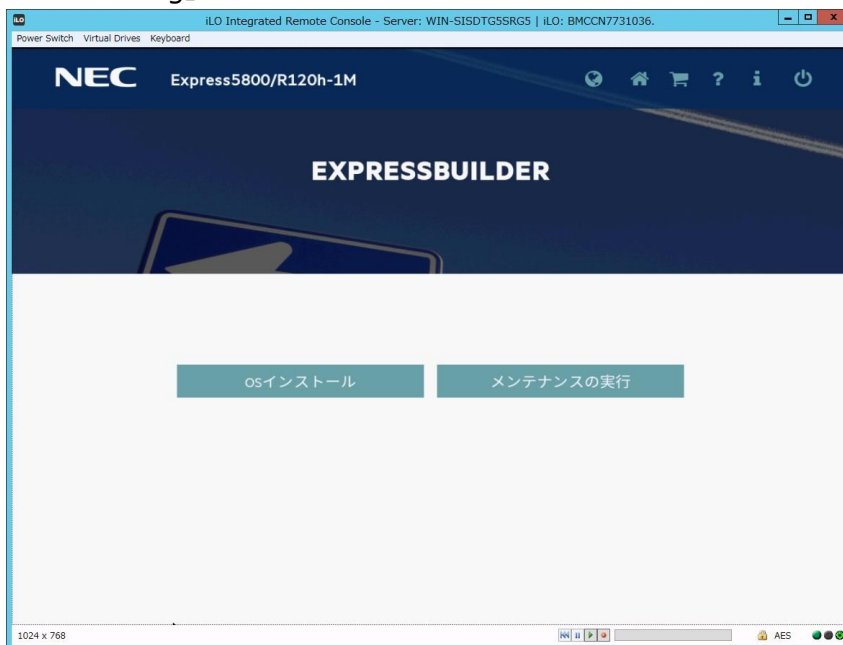 iLO iLO Integrated Remote Console - Server: WIN-SISDTG5SRG5 | iLO: BMCCN7731036.
Power Switch Virtual Drives Keyboard
NEC Express5800/R120h-1M
EXPRESSBUILDER
OSインストール メンテナンスの実行
1024 x 768 AES